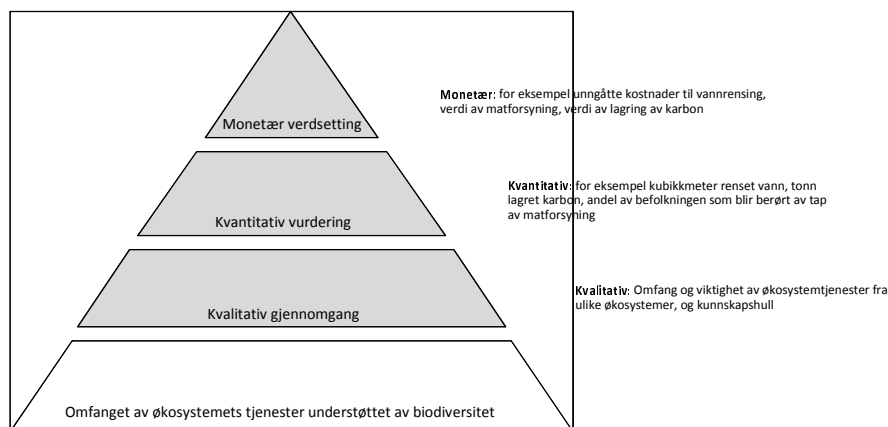 Monetær: for eksempel unngåtte kostnader til vannrensing,
verdi av matforsyning, verdi av lagring av karbon
Monetær verdsetting
Kvantitativ: for eksempel kubikkmeter renset vann, tonn
lagret karbon, andel av befolkningen som blir berørt av tap
av matforsyning
Kvantitativ vurdering
Kvalitativ: Omfang og viktighet av økosystemtjenester fra
ulike økosystemer, og kunnskapshull
Kvalitativ gjennomgang
Omfanget av økosystemets tjenester understøttet av biodiversitet